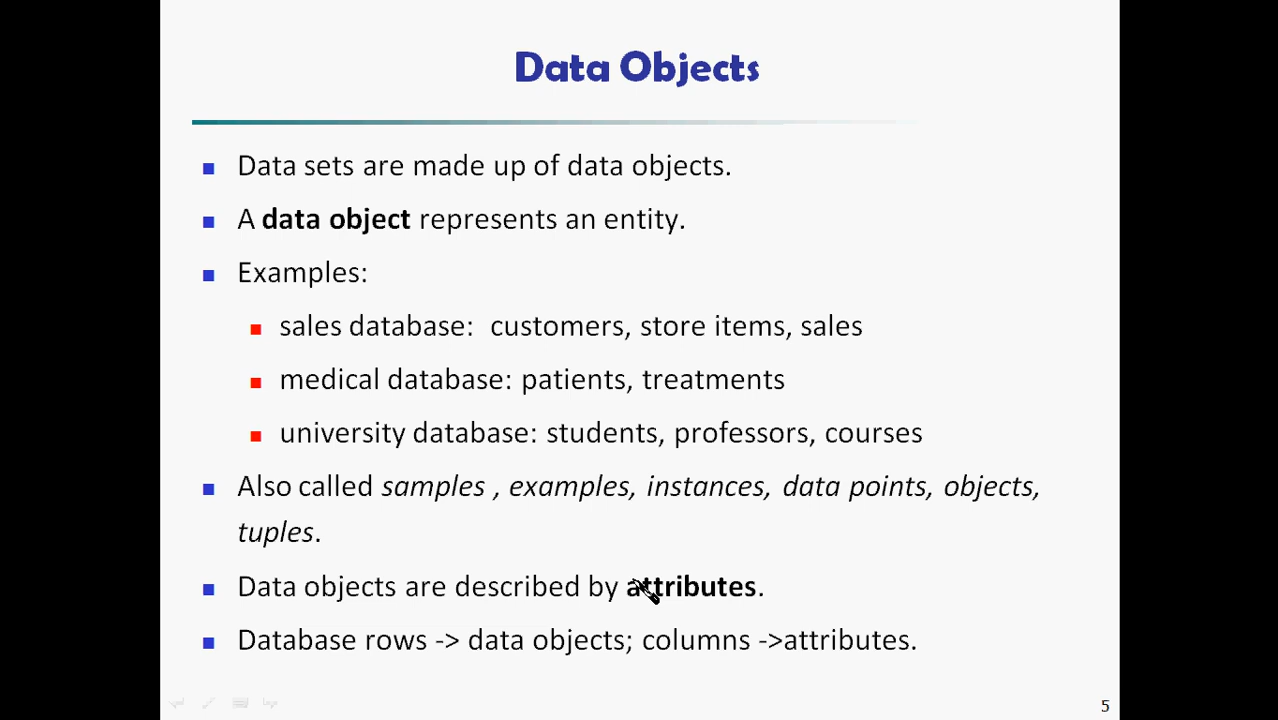 Data Objects
Data sets are made up of data objects.
A data object represents an entity.
Examples:
sales database:  customers, store items, sales
medical database: patients, treatments
university database: students, professors, courses
Also called samples , examples, instances, data points, objects,
tuples.
Data objects are described by attributes.
Database rows -> data objects; columns ->attributes.
5